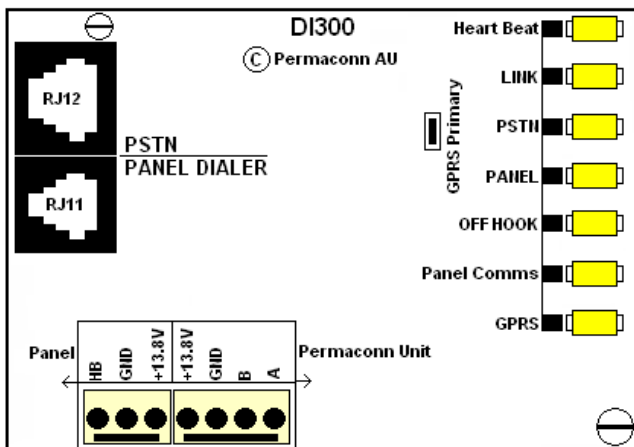 DI300
© Permaconn AU
RJ12
PSTN
PANEL DIALER
RJ11
GPRS Primary
Heart Beat
LINK
PSTN
PANEL
OFF HOOK
Panel Comms
GPRS
Panel
HB
GND
+13.8V
+13.8V
GND
B
A
Permaconn Unit